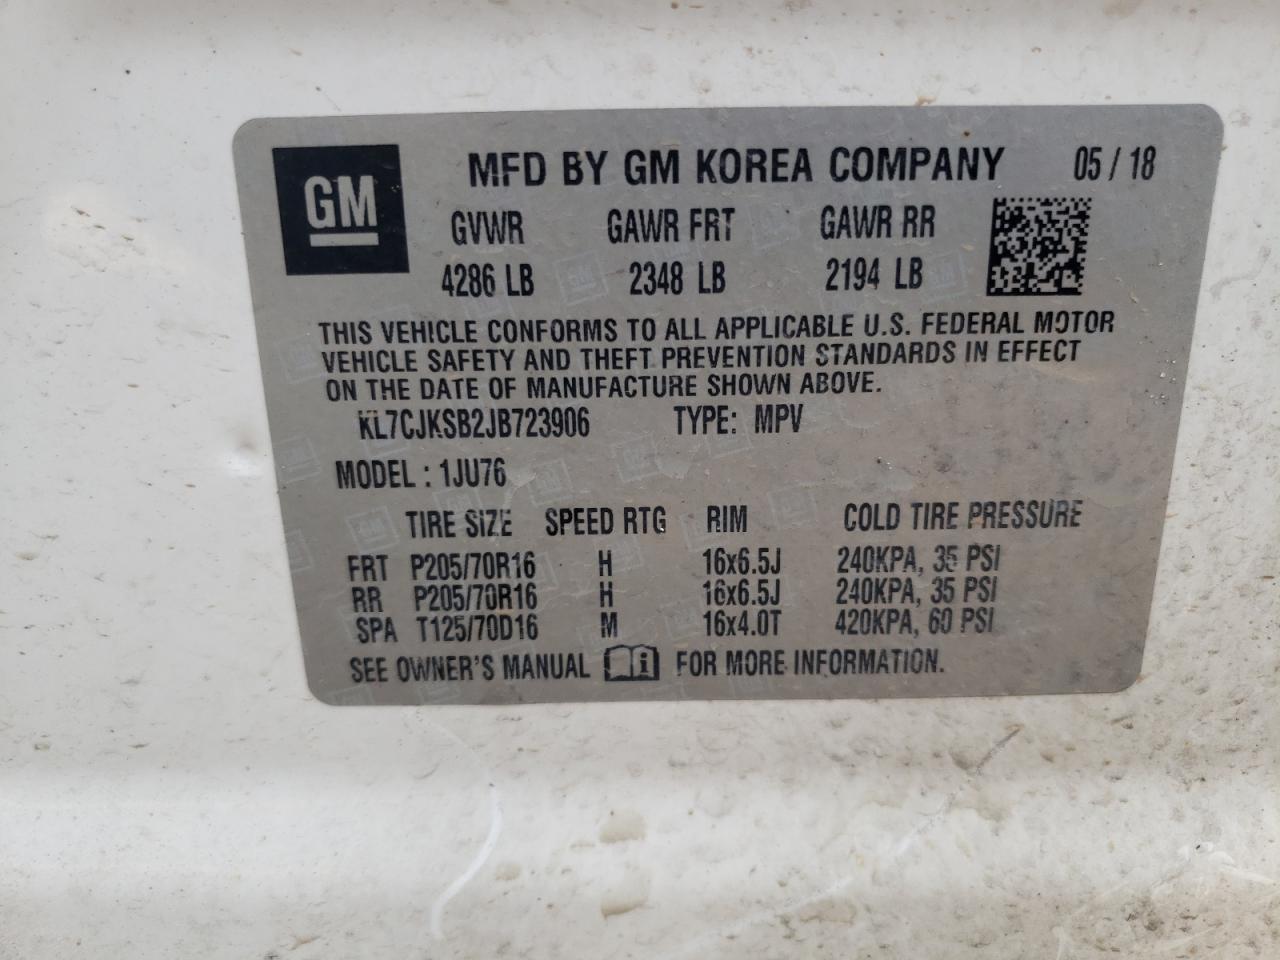 GM
MFD BY GM KOREA COMPANY 05 / 18
GVWR GAWR FRT GAWR RR
4286 LB 2348 LB 2194 LB
THIS VEHICLE CONFORMS TO ALL APPLICABLE U.S. FEDERAL MOTOR
VEHICLE SAFETY AND THEFT PREVENTION STANDARDS IN EFFECT
ON THE DATE OF MANUFACTURE SHOWN ABOVE.
KL7CJKSB2JB723906 TYPE: MPV
MODEL : 1JU76
TIRE SIZE SPEED RTG RIM COLD TIRE PRESSURE
FRT P205/70R16 H 16x6.5J 240KPA, 35 PSI
RR P205/70R16 H 16x6.5J 240KPA, 35 PSI
SPA T125/70D16 M 16x4.0T 420KPA, 60 PSI
SEE OWNER'S MANUAL FOR MORE INFORMATION.